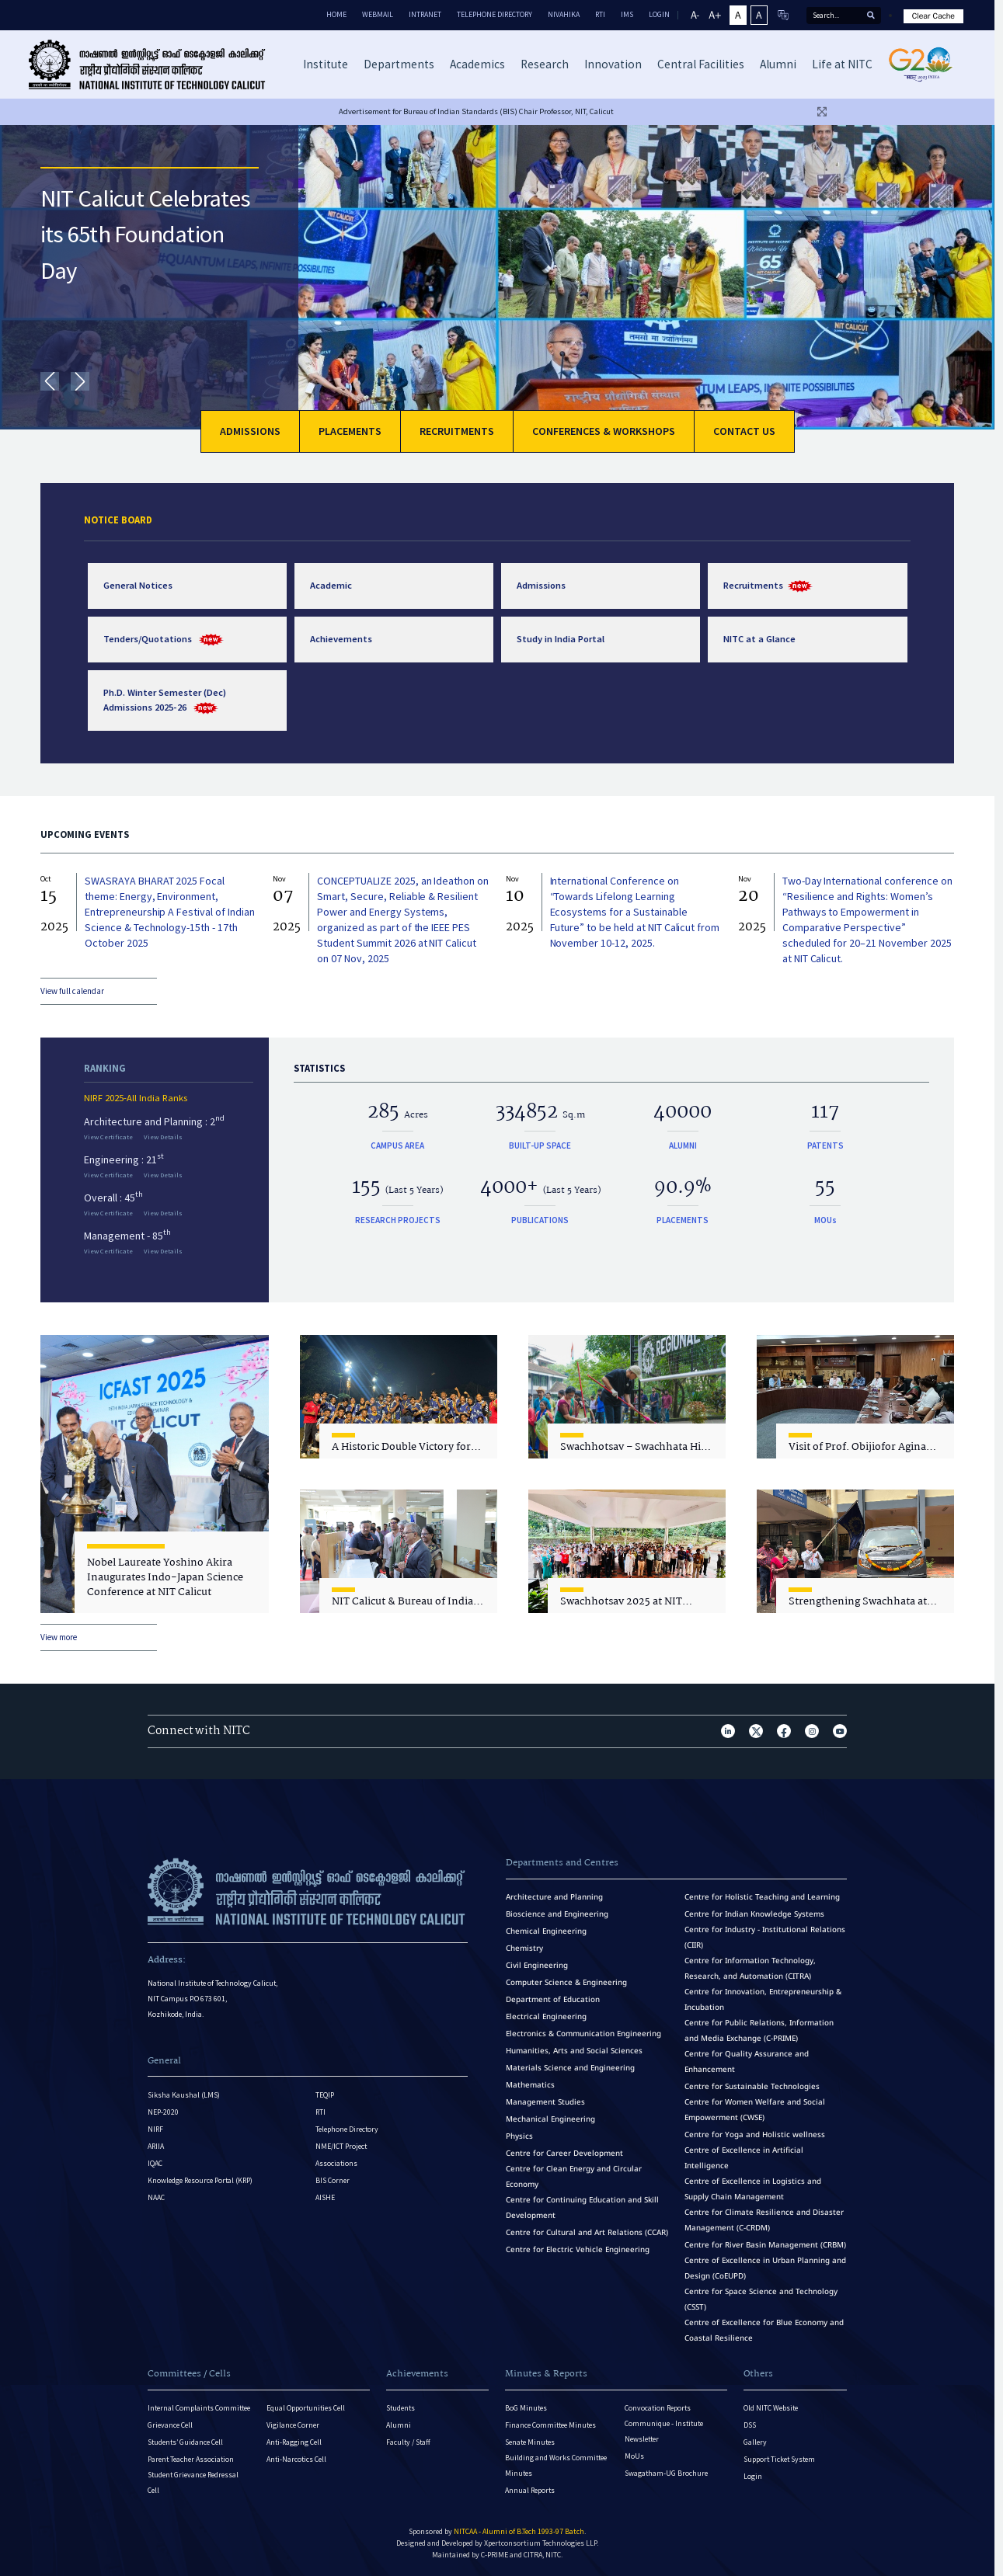 HOME WEBMAIL INTRANET TELEPHONE DIRECTORY NIVAHIKA RTI IMS LOGIN A- A+ A A Search... Clear Cache
നാഷണൽ ഇൻസ്റ്റിറ്റ്യൂട്ട് ഓഫ് ടെക്നോളജി കാലിക്കറ്റ്
राष्ट्रीय प्रौद्योगिकी संस्थान कालिकट
NATIONAL INSTITUTE OF TECHNOLOGY CALICUT
Institute Departments Academics Research Innovation Central Facilities Alumni Life at NITC
G20
Advertisement for Bureau of Indian Standards (BIS) Chair Professor, NIT, Calicut
NIT Calicut Celebrates
its 65th Foundation
Day
ADMISSIONS PLACEMENTS RECRUITMENTS CONFERENCES & WORKSHOPS CONTACT US
NOTICE BOARD
General Notices
Academic
Admissions
Recruitments new
Tenders/Quotations new
Achievements
Study in India Portal
NITC at a Glance
Ph.D. Winter Semester (Dec)
Admissions 2025-26 new
UPCOMING EVENTS
Oct
15
2025
SWASRAYA BHARAT 2025 Focal
theme: Energy, Environment,
Entrepreneurship A Festival of Indian
Science & Technology-15th - 17th
October 2025
Nov
07
2025
CONCEPTUALIZE 2025, an Ideathon on
Smart, Secure, Reliable & Resilient
Power and Energy Systems,
organized as part of the IEEE PES
Student Summit 2026 at NIT Calicut
on 07 Nov, 2025
Nov
10
2025
International Conference on
"Towards Lifelong Learning
Ecosystems for a Sustainable
Future” to be held at NIT Calicut from
November 10-12, 2025.
Nov
20
2025
Two-Day International conference on
“Resilience and Rights: Women’s
Pathways to Empowerment in
Comparative Perspective”
scheduled for 20–21 November 2025
at NIT Calicut.
View full calendar
RANKING
NIRF 2025-All India Ranks
Architecture and Planning : 2nd
View Certificate View Details
Engineering : 21st
View Certificate View Details
Overall : 45th
View Certificate View Details
Management - 85th
View Certificate View Details
STATISTICS
285 Acres
CAMPUS AREA
334852 Sq.m
BUILT-UP SPACE
40000
ALUMNI
117
PATENTS
155 (Last 5 Years)
RESEARCH PROJECTS
4000+ (Last 5 Years)
PUBLICATIONS
90.9%
PLACEMENTS
55
MOUs
ICFAST 2025
Nobel Laureate Yoshino Akira
Inaugurates Indo-Japan Science
Conference at NIT Calicut
A Historic Double Victory for...
Swachhotsav – Swachhata Hi...
Visit of Prof. Obijiofor Agina...
NIT Calicut & Bureau of India...
Swachhotsav 2025 at NIT...
Strengthening Swachhata at...
View more
Connect with NITC
നാഷണൽ ഇൻസ്റ്റിറ്റ്യൂട്ട് ഓഫ് ടെക്നോളജി കാലിക്കറ്റ്
राष्ट्रीय प्रौद्योगिकी संस्थान कालिकट
NATIONAL INSTITUTE OF TECHNOLOGY CALICUT
Address:
National Institute of Technology Calicut,
NIT Campus P.O 673 601,
Kozhikode, India.
General
Siksha Kaushal (LMS)
NEP-2020
NIRF
ARIIA
IQAC
Knowledge Resource Portal (KRP)
NAAC
TEQIP
RTI
Telephone Directory
NME/ICT Project
Associations
BIS Corner
AISHE
Departments and Centres
Architecture and Planning
Bioscience and Engineering
Chemical Engineering
Chemistry
Civil Engineering
Computer Science & Engineering
Department of Education
Electrical Engineering
Electronics & Communication Engineering
Humanities, Arts and Social Sciences
Materials Science and Engineering
Mathematics
Management Studies
Mechanical Engineering
Physics
Centre for Career Development
Centre for Clean Energy and Circular
Economy
Centre for Continuing Education and Skill
Development
Centre for Cultural and Art Relations (CCAR)
Centre for Electric Vehicle Engineering
Centre for Holistic Teaching and Learning
Centre for Indian Knowledge Systems
Centre for Industry - Institutional Relations
(CIIR)
Centre for Information Technology,
Research, and Automation (CITRA)
Centre for Innovation, Entrepreneurship &
Incubation
Centre for Public Relations, Information
and Media Exchange (C-PRIME)
Centre for Quality Assurance and
Enhancement
Centre for Sustainable Technologies
Centre for Women Welfare and Social
Empowerment (CWSE)
Centre for Yoga and Holistic wellness
Centre of Excellence in Artificial
Intelligence
Centre of Excellence in Logistics and
Supply Chain Management
Centre for Climate Resilience and Disaster
Management (C-CRDM)
Centre for River Basin Management (CRBM)
Centre of Excellence in Urban Planning and
Design (CoEUPD)
Centre for Space Science and Technology
(CSST)
Centre of Excellence for Blue Economy and
Coastal Resilience
Committees / Cells
Internal Complaints Committee
Grievance Cell
Students' Guidance Cell
Parent Teacher Association
Student Grievance Redressal
Cell
Equal Opportunities Cell
Vigilance Corner
Anti-Ragging Cell
Anti-Narcotics Cell
Achievements
Students
Alumni
Faculty / Staff
Minutes & Reports
BoG Minutes
Finance Committee Minutes
Senate Minutes
Building and Works Committee
Minutes
Annual Reports
Convocation Reports
Communique - Institute
Newsletter
MoUs
Swagatham-UG Brochure
Others
Old NITC Website
DSS
Gallery
Support Ticket System
Login
Sponsored by NITCAA - Alumni of B.Tech 1993-97 Batch.
Designed and Developed by Xpertconsortium Technologies LLP.
Maintained by C-PRIME and CITRA, NITC.